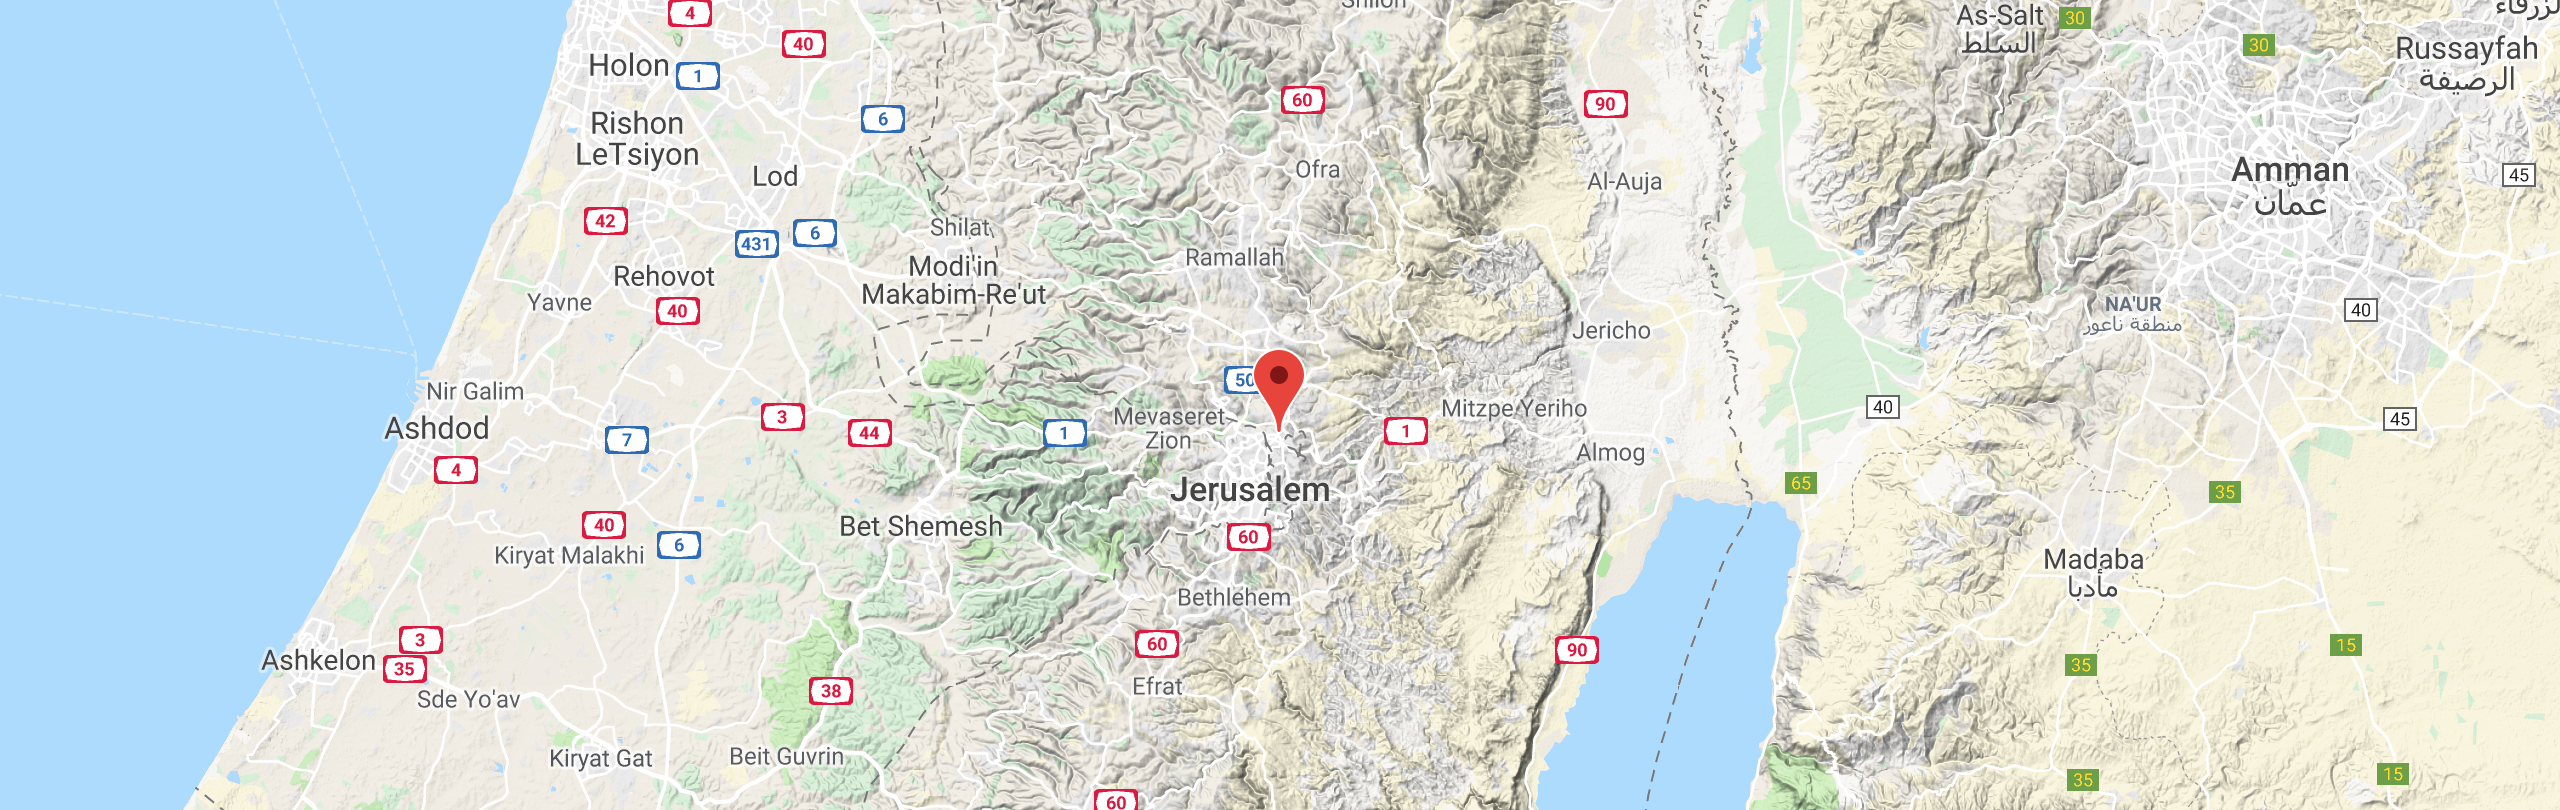 4
Shilon
As-Salt
السلط
30
الزرقاء
40
30
Holon
1
Russayfah
الرصيفة
60
90
6
Rishon
LeTsiyon
Lod
Ofra
Al-Auja
Amman
عمّان
45
42
431
6
Shilat
Ramallah
Modi'in
Makabim-Re'ut
Rehovot
Yavne
40
NA'UR
منطقة ناعور
40
Jericho
50
Nir Galim
Ashdod
7
3
44
1
Mevaseret
Zion
1
Mitzpe Yeriho
40
45
Almog
4
Jerusalem
65
35
40
6
Kiryat Malakhi
Bet Shemesh
60
Madaba
مأدبا
Bethlehem
3
35
Ashkelon
60
90
15
35
Sde Yo'av
38
Efrat
Kiryat Gat
Beit Guvrin
60
35
15